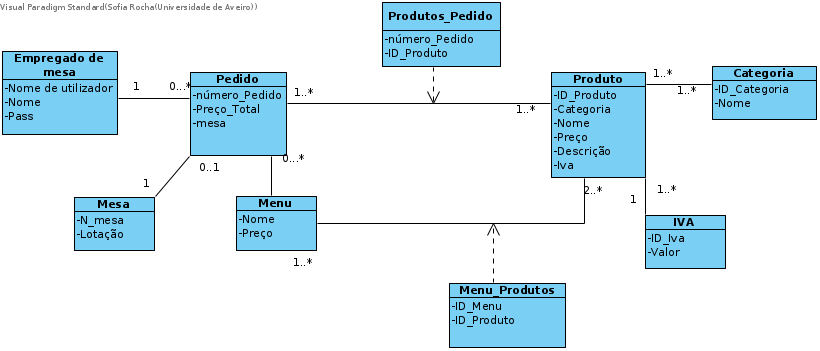 Visual Paradigm Standard(Sofia Rocha(Universidade de Aveiro))
Produtos_Pedido
-número_Pedido
-ID_Produto
Empregado de
mesa
-Nome de utilizador
-Nome
-Pass
1
0...*
Pedido
-número_Pedido
-Preço_Total
-mesa
1..*
1..*
Produto
-ID_Produto
-Categoria
-Nome
-Preço
-Descrição
-Iva
1..*
1..*
Categoria
-ID_Categoria
-Nome
0..1
1
0...*
Mesa
-N_mesa
-Lotação
Menu
-Nome
-Preço
1..*
2..*
1
1..*
IVA
-ID_Iva
-Valor
Menu_Produtos
-ID_Menu
-ID_Produto